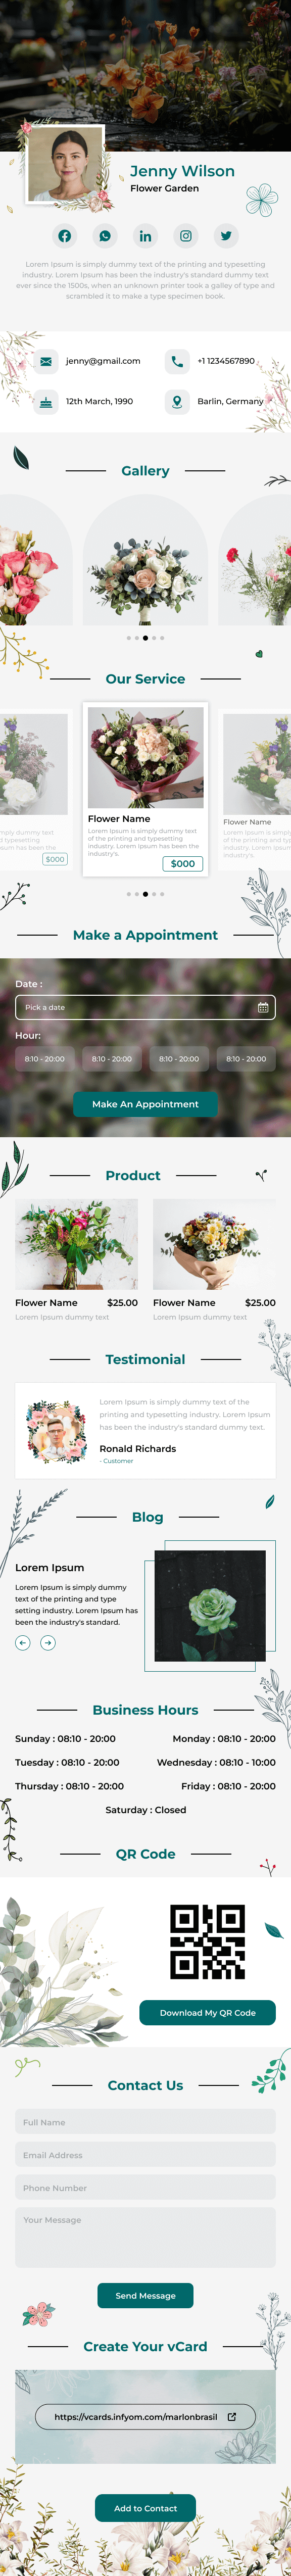 Jenny Wilson
Flower Garden
Lorem Ipsum is simply dummy text of the printing and typesetting
industry. Lorem Ipsum has been the industry's standard dummy text
ever since the 1500s, when an unknown printer took a galley of type and
scrambled it to make a type specimen book.
jenny@gmail.com
+1 1234567890
12th March, 1990
Barlin, Germany
Gallery
Our Service
mply dummy text
d typesetting
sum has been the
$000
Flower Name
Lorem Ipsum is simply dummy text
of the printing and typesetting
industry. Lorem Ipsum has been the
industry's.
$000
Flower Name
Lorem Ipsum is simply
of the printing and typ
industry. Lorem Ipsum
industry's.
Make a Appointment
Date :
Pick a date
Hour:
8:10 - 20:00
8:10 - 20:00
8:10 - 20:00
8:10 - 20:00
Make An Appointment
Product
Flower Name $25.00
Lorem Ipsum dummy text
Flower Name $25.00
Lorem Ipsum dummy text
Testimonial
Lorem Ipsum is simply dummy text of the
printing and typesetting industry. Lorem Ipsum
has been the industry's standard dummy text.
Ronald Richards
- Customer
Blog
Lorem Ipsum
Lorem Ipsum is simply dummy
text of the printing and type
setting industry. Lorem Ipsum has
been the industry's standard.
Business Hours
Sunday : 08:10 - 20:00
Monday : 08:10 - 20:00
Tuesday : 08:10 - 20:00
Wednesday : 08:10 - 10:00
Thursday : 08:10 - 20:00
Friday : 08:10 - 20:00
Saturday : Closed
QR Code
Download My QR Code
Contact Us
Full Name
Email Address
Phone Number
Your Message
Send Message
Create Your vCard
https://vcards.infyom.com/marlonbrasil
Add to Contact